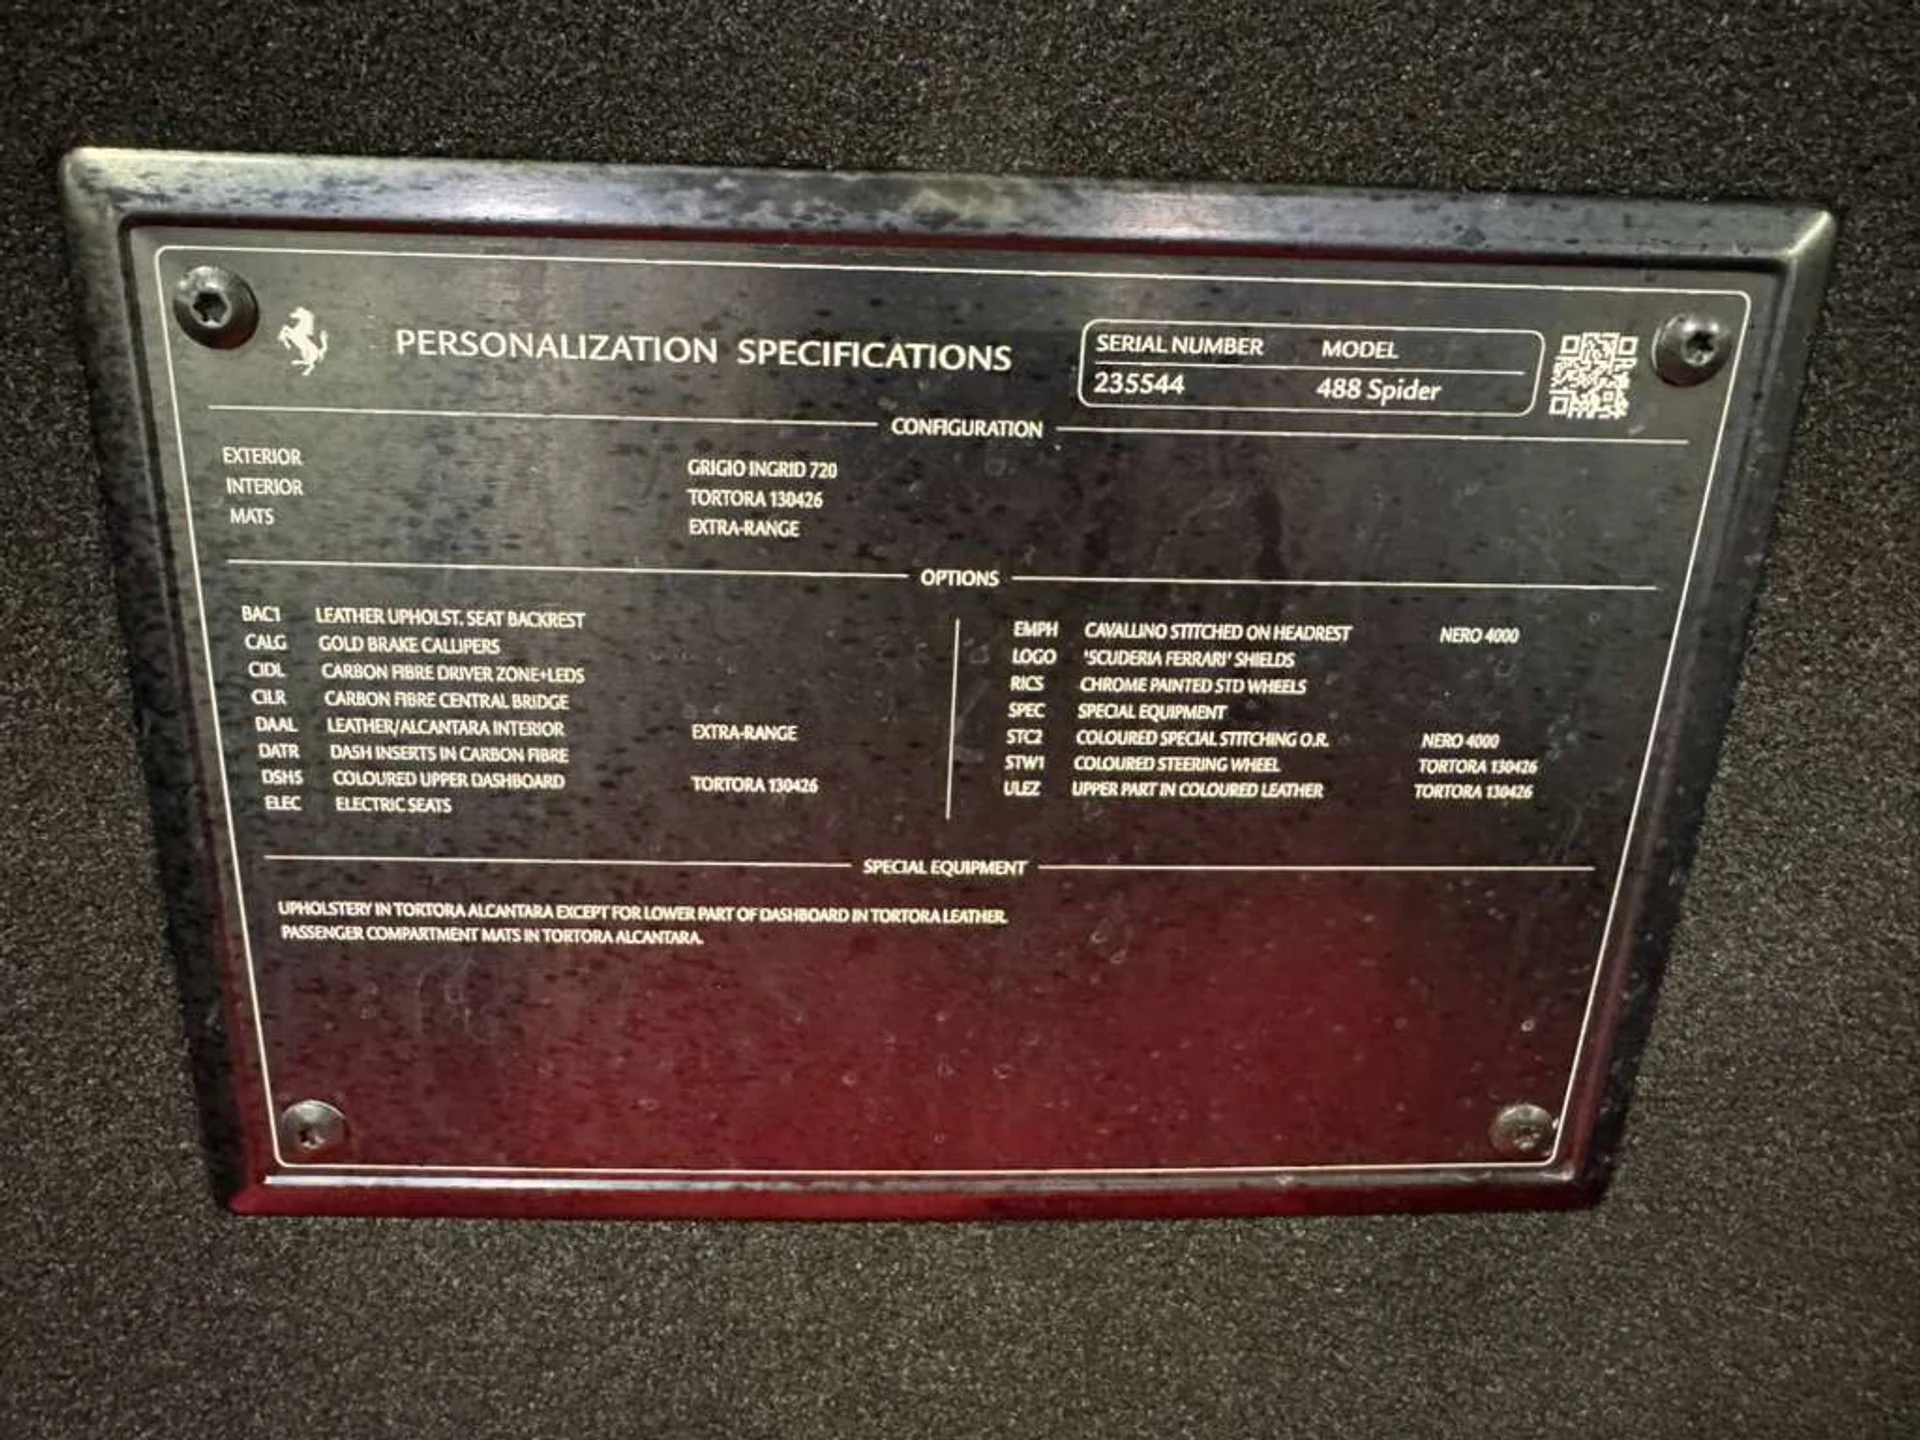 PERSONALIZATION SPECIFICATIONS
SERIAL NUMBER MODEL
235544 488 Spider
CONFIGURATION
EXTERIOR GRIGIO INGRID 720
INTERIOR TORTORA 130426
MATS EXTRA-RANGE
OPTIONS
BAC1 LEATHER UPHOLST. SEAT BACKREST
CALG GOLD BRAKE CALLIPERS
CIDL CARBON FIBRE DRIVER ZONE+LEDS
CILR CARBON FIBRE CENTRAL BRIDGE
DAAL LEATHER/ALCANTARA INTERIOR EXTRA-RANGE
DATR DASH INSERTS IN CARBON FIBRE
DSH5 COLOURED UPPER DASHBOARD TORTORA 130426
ELEC ELECTRIC SEATS
EMPH CAVALLINO STITCHED ON HEADREST NERO 4000
LOGO 'SCUDERIA FERRARI' SHIELDS
RICS CHROME PAINTED STD WHEELS
SPEC SPECIAL EQUIPMENT
STC2 COLOURED SPECIAL STITCHING O.R. NERO 4000
STW1 COLOURED STEERING WHEEL TORTORA 130426
ULEZ UPPER PART IN COLOURED LEATHER TORTORA 130426
SPECIAL EQUIPMENT
UPHOLSTERY IN TORTORA ALCANTARA EXCEPT FOR LOWER PART OF DASHBOARD IN TORTORA LEATHER.
PASSENGER COMPARTMENT MATS IN TORTORA ALCANTARA.